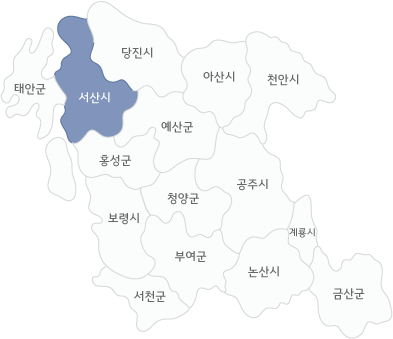 당진시
아산시
천안시
태안군
서산시
예산군
홍성군
공주시
청양군
보령시
계룡시
부여군
논산시
서천군
금산군